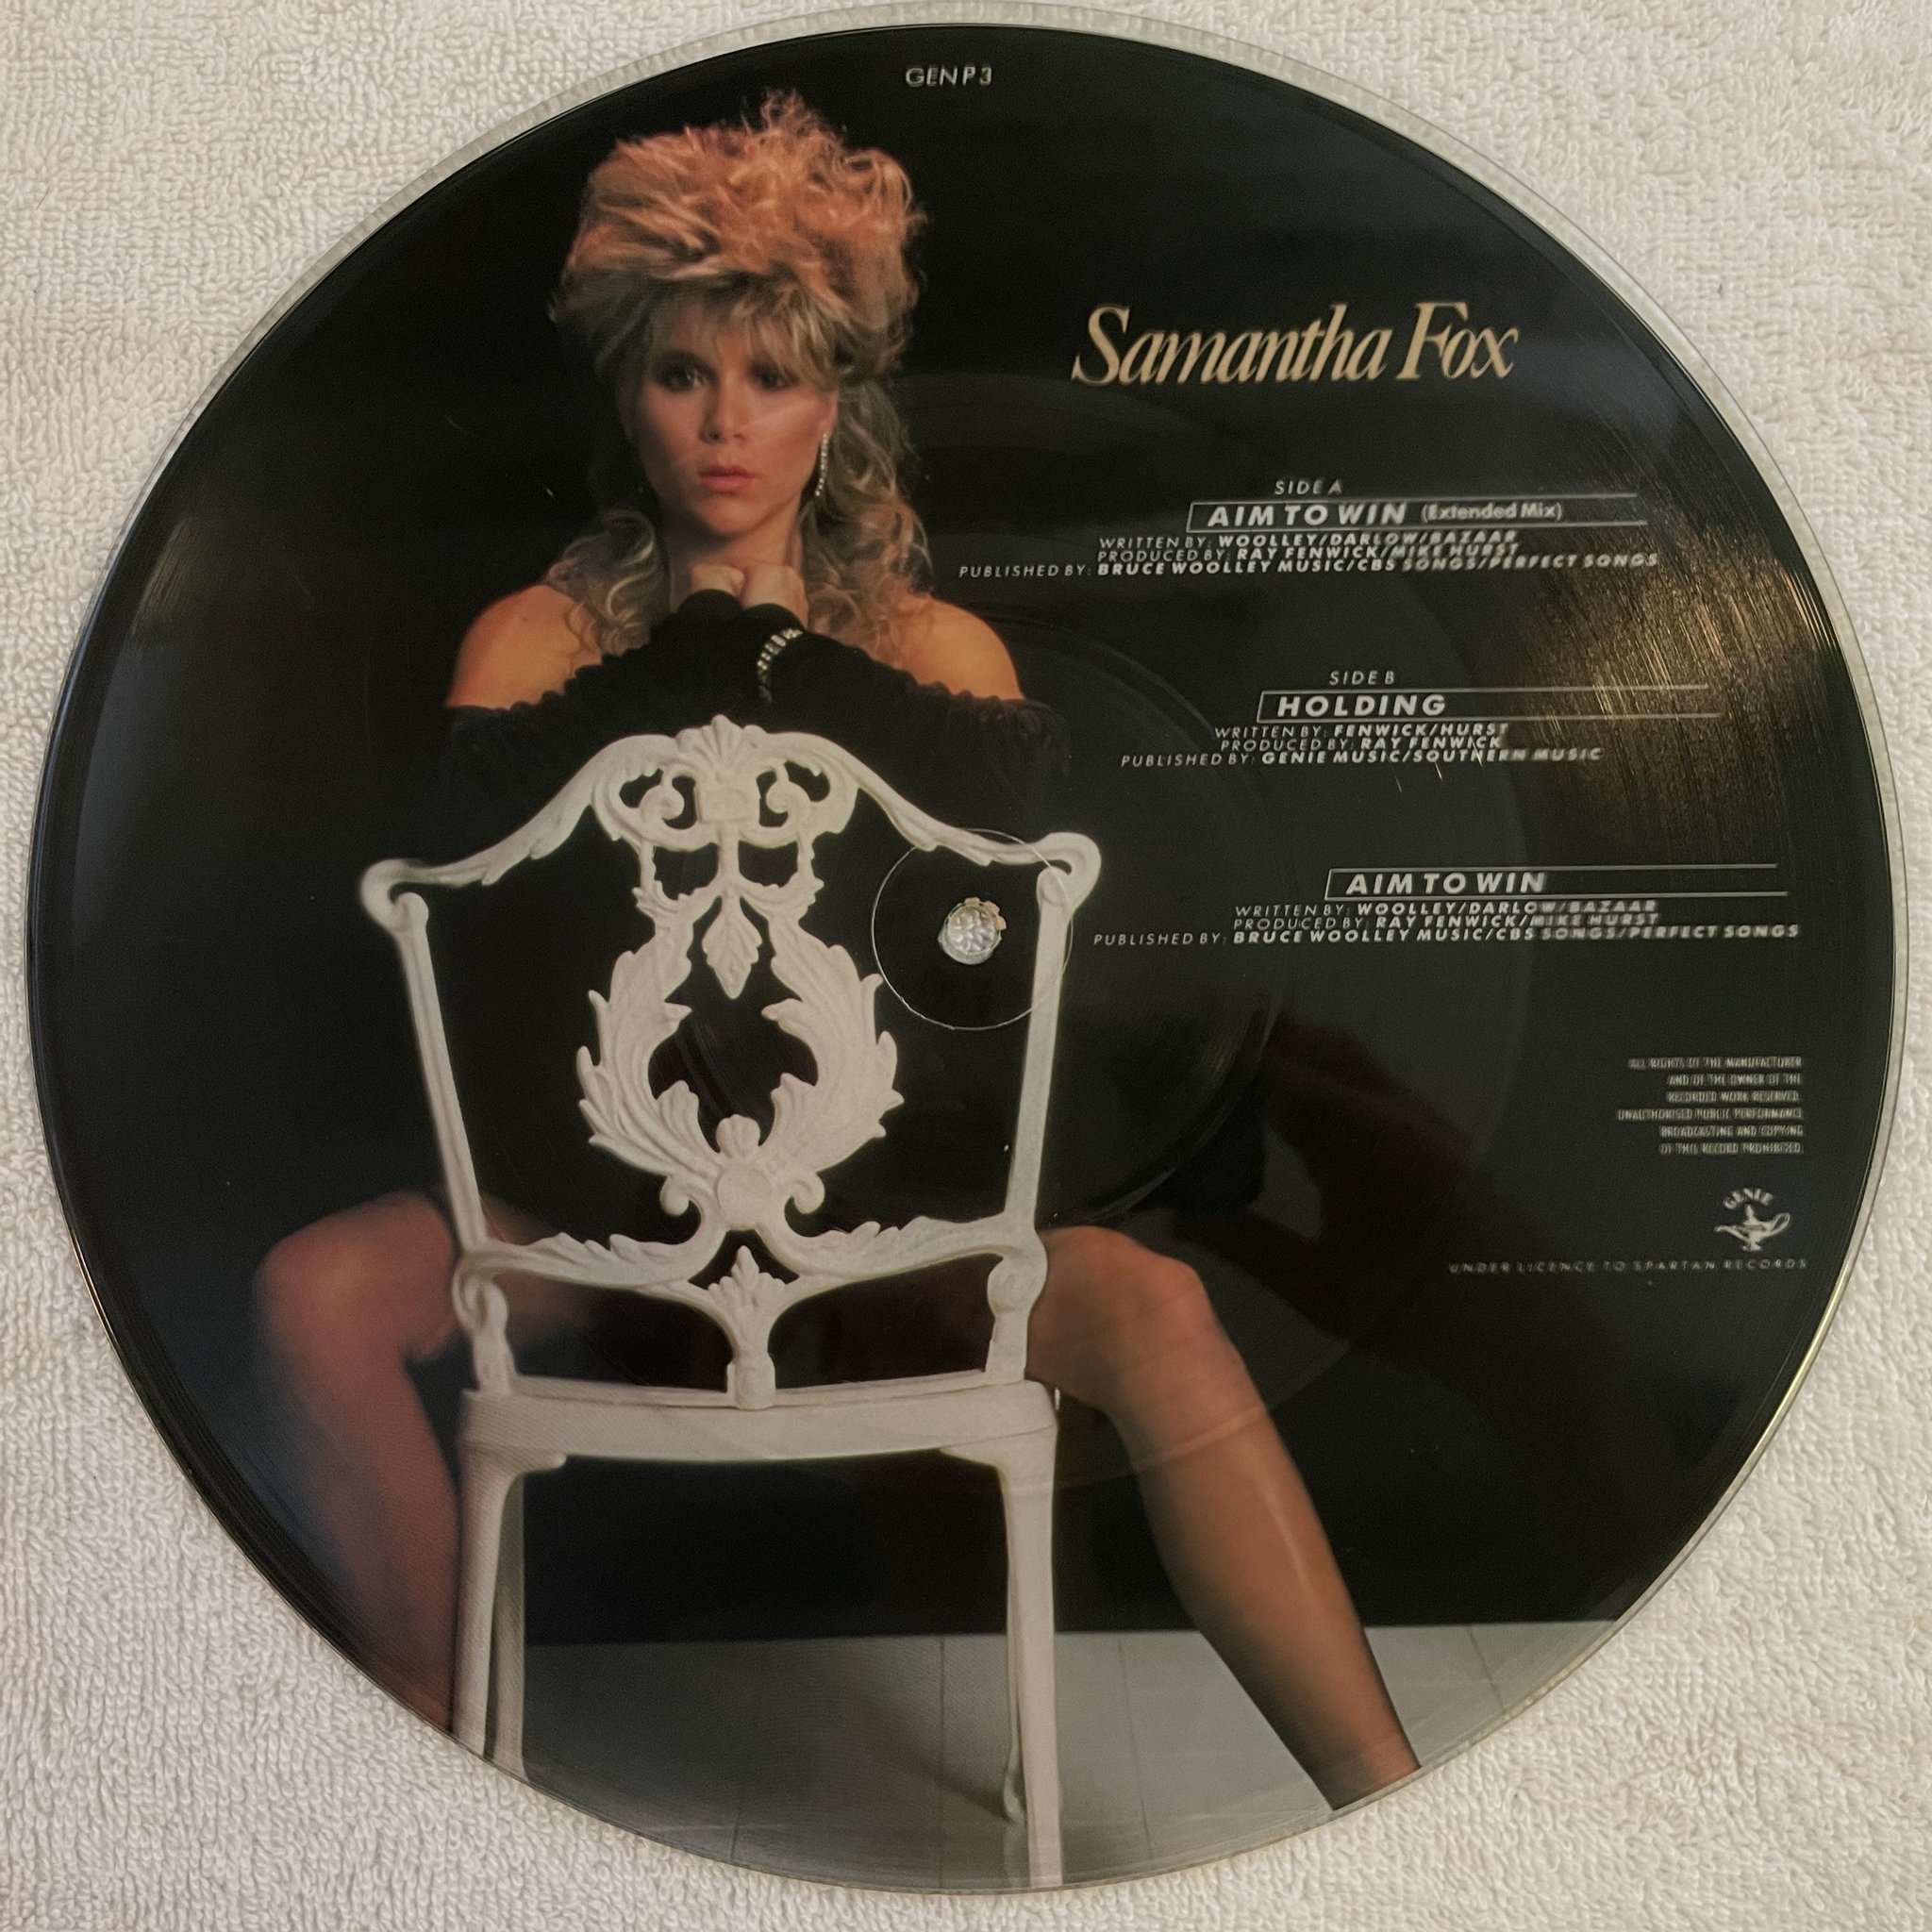 GEN P 3
Samantha Fox
SIDE A
AIM TO WIN (Extended Mix)
WRITTEN BY: WOOLLEY/DARLOW/BAZAAR
PRODUCED BY: RAY FENWICK/MIKE HURST
PUBLISHED BY: BRUCE WOOLLEY MUSIC/CBS SONGS/PERFECT SONGS
SIDE B
HOLDING
WRITTEN BY: FENWICK/HURST
PRODUCED BY: RAY FENWICK
PUBLISHED BY: GENIE MUSIC/SOUTHERN MUSIC
AIM TO WIN
WRITTEN BY: WOOLLEY/DARLOW/BAZAAR
PRODUCED BY: RAY FENWICK/MIKE HURST
PUBLISHED BY: BRUCE WOOLLEY MUSIC/CBS SONGS/PERFECT SONGS
ALL RIGHTS OF THE MANUFACTURER
AND OF THE OWNER OF THE
RECORDED WORK RESERVED.
UNAUTHORISED PUBLIC PERFORMANCE
BROADCASTING AND COPYING
OF THIS RECORD PROHIBITED.
GENIE
UNDER LICENCE TO SPARTAN RECORDS